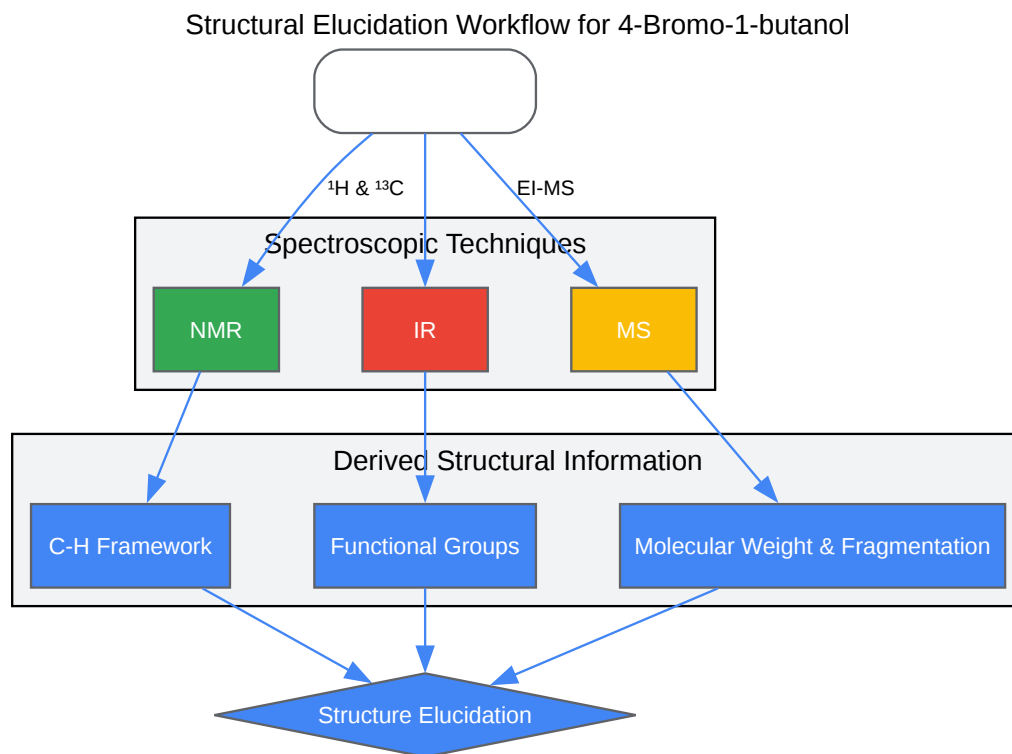 Structural Elucidation Workflow for 4-Bromo-1-butanol
¹H & ¹³C
EI-MS
Spectroscopic Techniques
NMR
IR
MS
Derived Structural Information
C-H Framework
Functional Groups
Molecular Weight & Fragmentation
Structure Elucidation